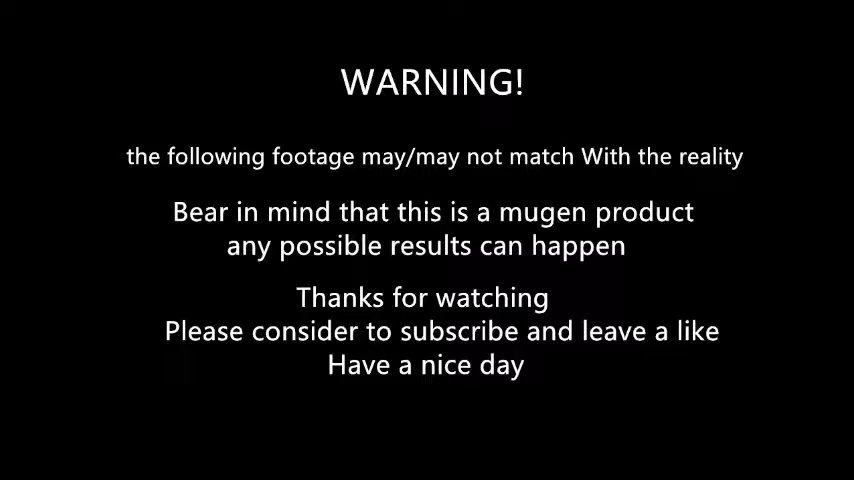 WARNING!
the following footage may/may not match With the reality
Bear in mind that this is a mugen product
any possible results can happen
Thanks for watching
Please consider to subscribe and leave a like
Have a nice day